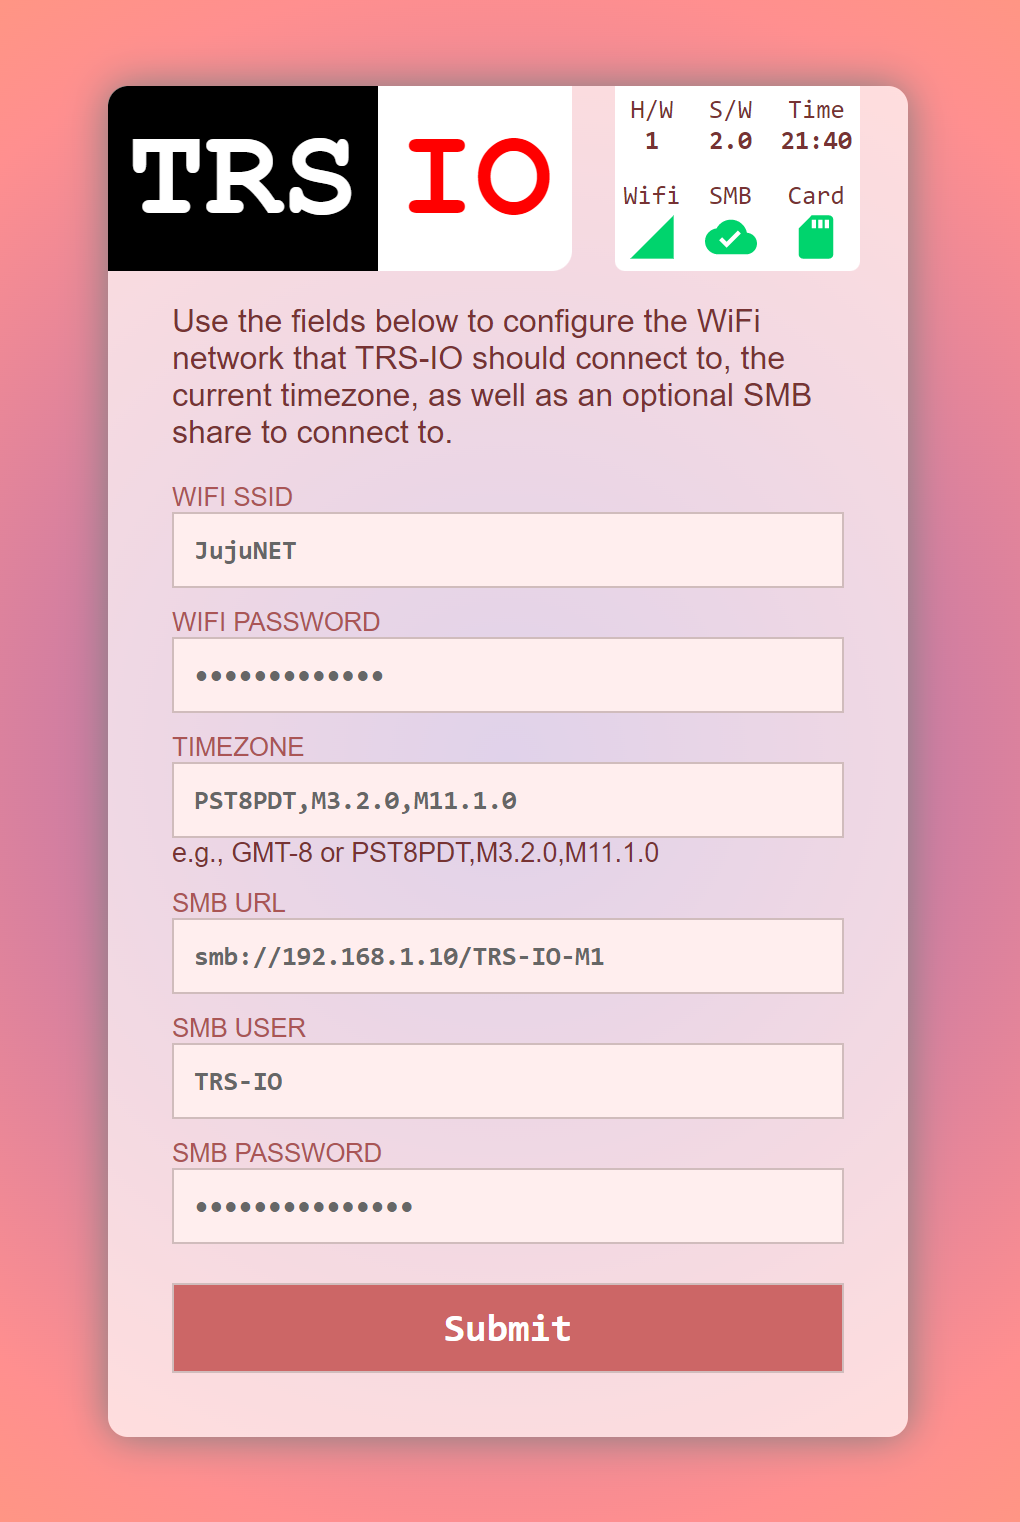 TRS IO
H/W S/W Time
1 2.0 21:40
Wifi SMB Card
Use the fields below to configure the WiFi
network that TRS-IO should connect to, the
current timezone, as well as an optional SMB
share to connect to.
WIFI SSID
JujuNET
WIFI PASSWORD
•••••••••••••
TIMEZONE
PST8PDT,M3.2.0,M11.1.0
e.g., GMT-8 or PST8PDT,M3.2.0,M11.1.0
SMB URL
smb://192.168.1.10/TRS-IO-M1
SMB USER
TRS-IO
SMB PASSWORD
•••••••••••••••
Submit